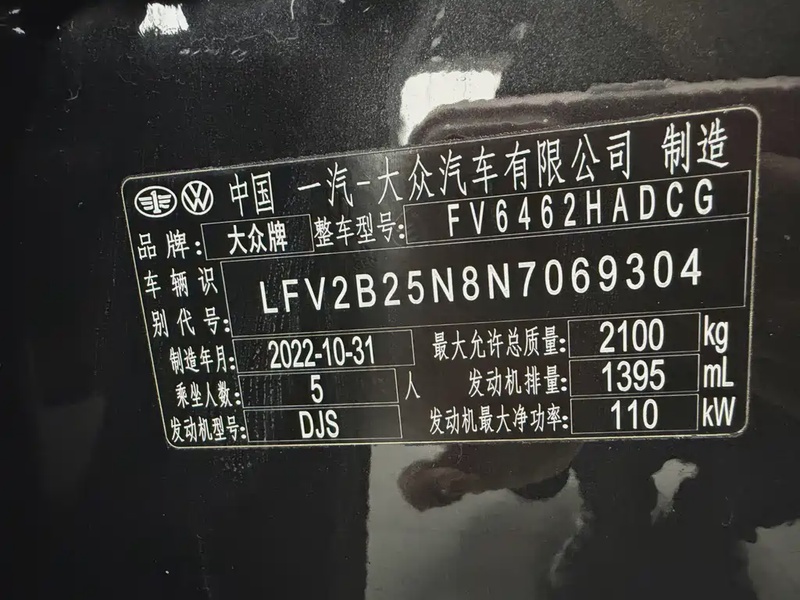 中国 一汽-大众汽车有限公司 制造
品牌: 大众牌 整车型号: FV6462HADCG
车辆识别代号: LFV2B25N8N7069304
制造年月: 2022-10-31 最大允许总质量: 2100 kg
乘坐人数: 5 人 发动机排量: 1395 mL
发动机型号: DJS 发动机最大净功率: 110 kW